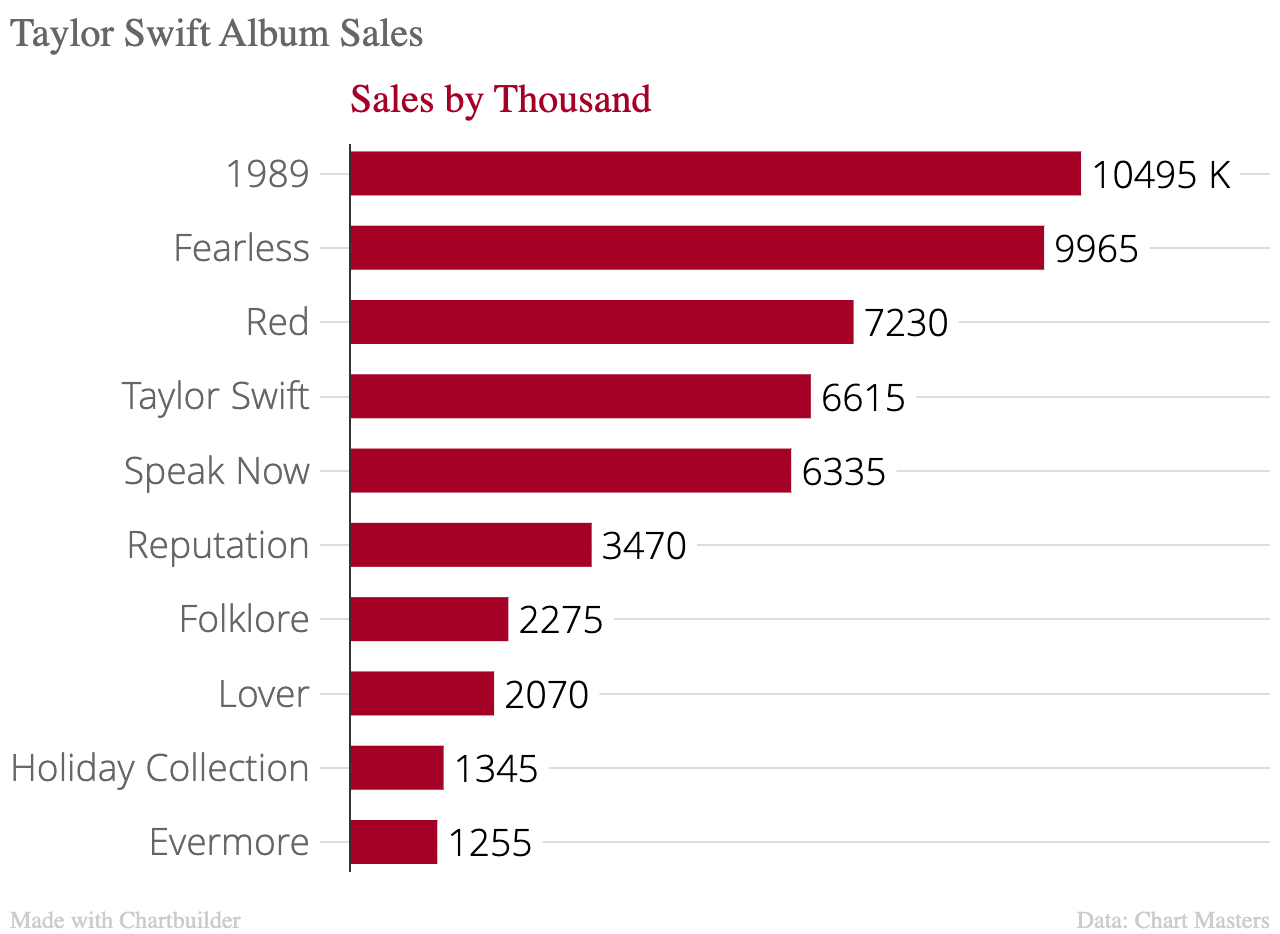 Taylor Swift Album Sales
Sales by Thousand
1989 10495 K
Fearless 9965
Red 7230
Taylor Swift 6615
Speak Now 6335
Reputation 3470
Folklore 2275
Lover 2070
Holiday Collection 1345
Evermore 1255
Made with Chartbuilder Data: Chart Masters